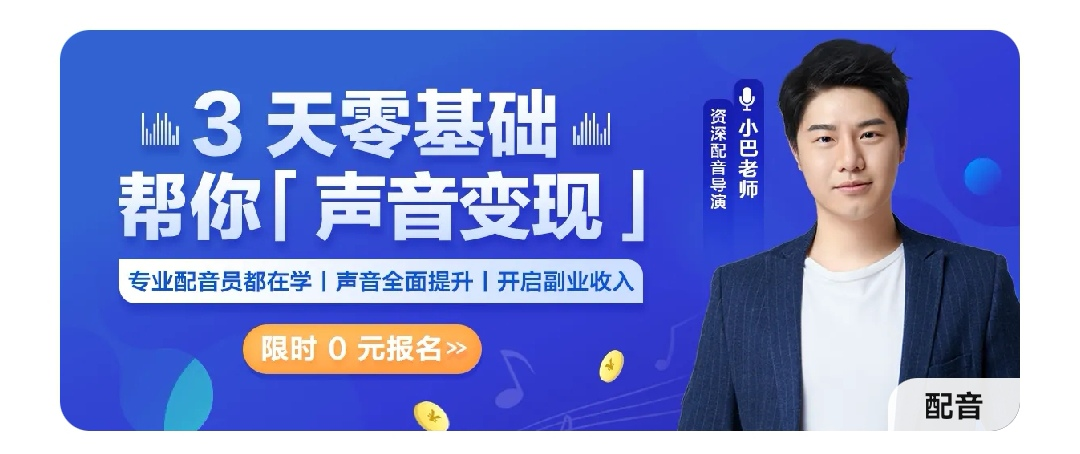 3 天零基础
帮你「声音变现」
专业配音员都在学｜声音全面提升｜开启副业收入
限时 0 元报名>>
小巴老师
资深配音导演
配音